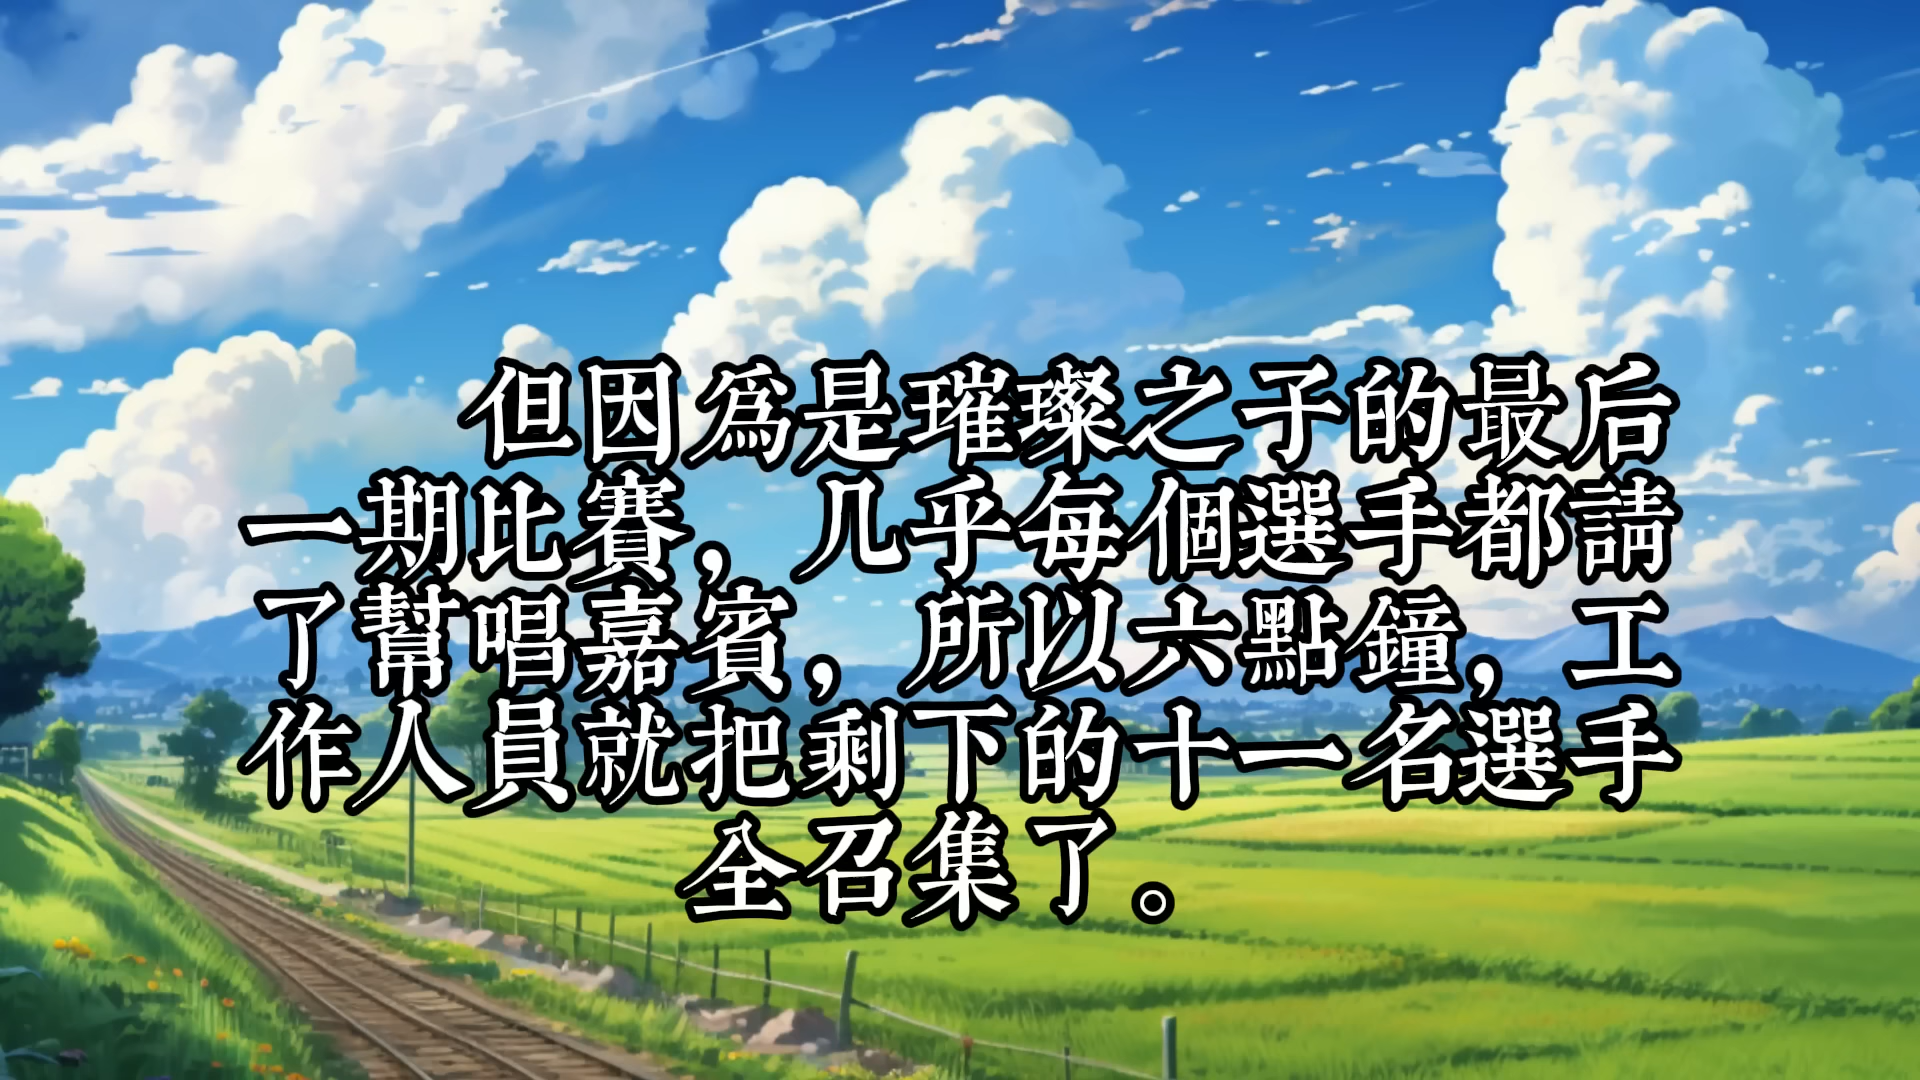 但因爲是璀璨之子的最后
一期比賽，几乎每個選手都請
了幫唱嘉賓，所以六點鐘，工
作人員就把剩下的十一名選手
全召集了。